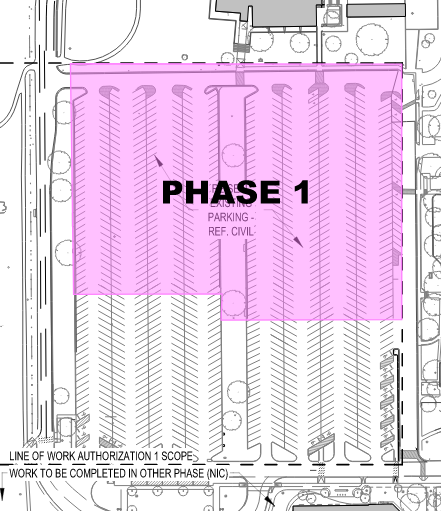 PHASE 1
EXISTING
PARKING -
REF. CIVIL
LINE OF WORK AUTHORIZATION 1 SCOPE
WORK TO BE COMPLETED IN OTHER PHASE (NIC)